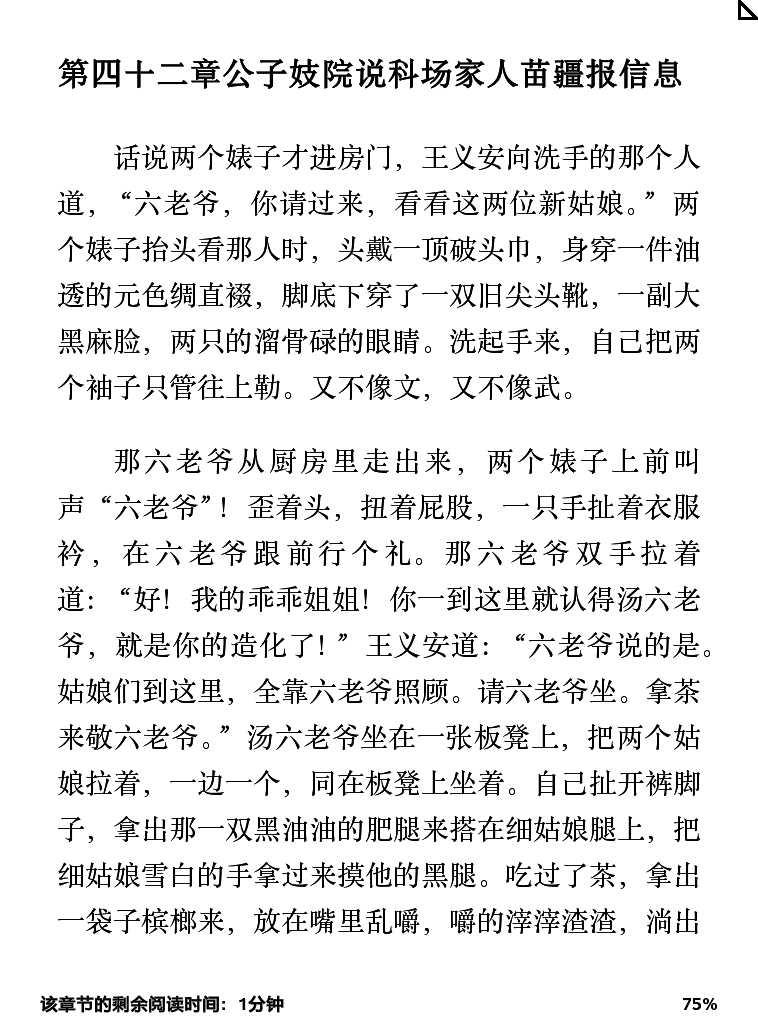 第四十二章公子妓院说科场家人苗疆报信息
话说两个婊子才进房门，王义安向洗手的那个人
道，“六老爷，你请过来，看看这两位新姑娘。”两
个婊子抬头看那人时，头戴一顶破头巾，身穿一件油
透的元色绸直裰，脚底下穿了一双旧尖头靴，一副大
黑麻脸，两只的溜骨碌的眼睛。洗起手来，自己把两
个袖子只管往上勒。又不像文，又不像武。
那六老爷从厨房里走出来，两个婊子上前叫
声“六老爷”！歪着头，扭着屁股，一只手扯着衣服
衿，在六老爷跟前行个礼。那六老爷双手拉着
道：“好！我的乖乖姐姐！你一到这里就认得汤六老
爷，就是你的造化了！”王义安道：“六老爷说的是。
姑娘们到这里，全靠六老爷照顾。请六老爷坐。拿茶
来敬六老爷。”汤六老爷坐在一张板凳上，把两个姑
娘拉着，一边一个，同在板凳上坐着。自己扯开裤脚
子，拿出那一双黑油油的肥腿来搭在细姑娘腿上，把
细姑娘雪白的手拿过来摸他的黑腿。吃过了茶，拿出
一袋子槟榔来，放在嘴里乱嚼，嚼的滓滓渣渣，淌出
该章节的剩余阅读时间：1分钟
75%